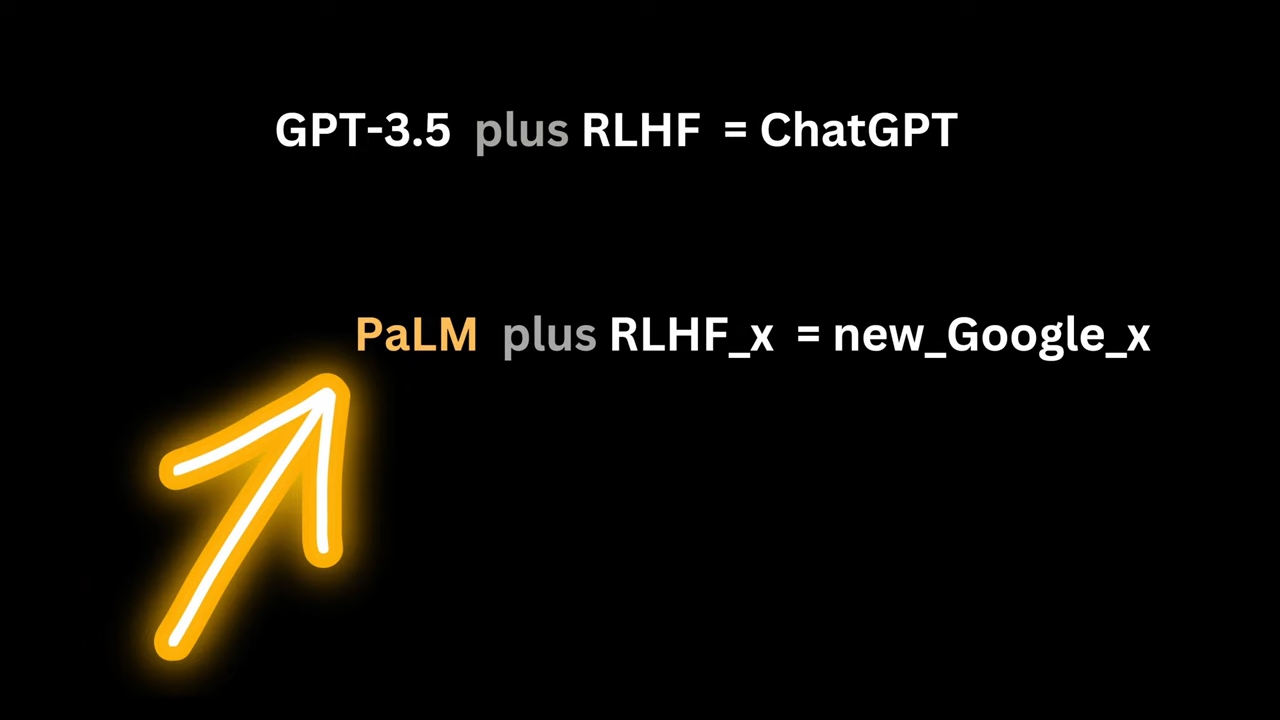 GPT-3.5 plus RLHF = ChatGPT
PaLM plus RLHF_x = new_Google_x